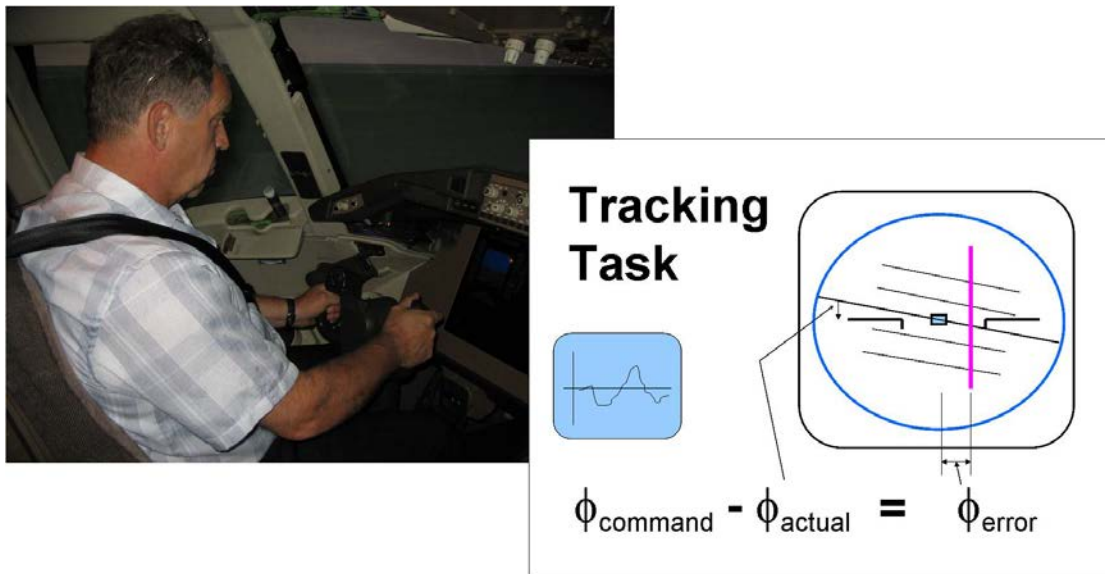 Tracking
Task
ϕcommand - ϕactual = ϕerror